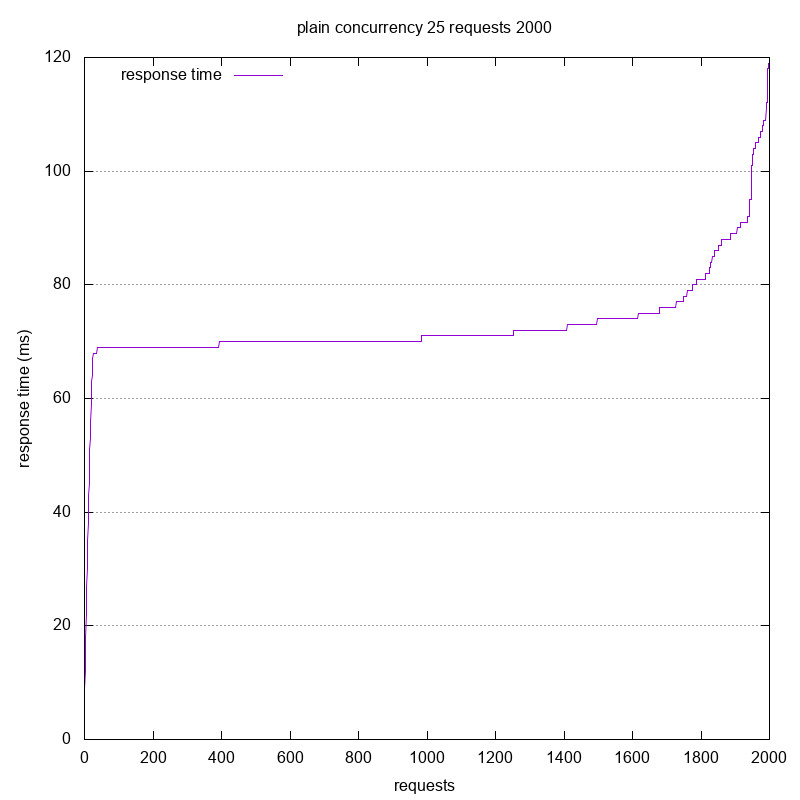 plain concurrency 25 requests 2000
120
response time
100
80
60
40
20
0
response time (ms)
0 200 400 600 800 1000 1200 1400 1600 1800 2000
requests